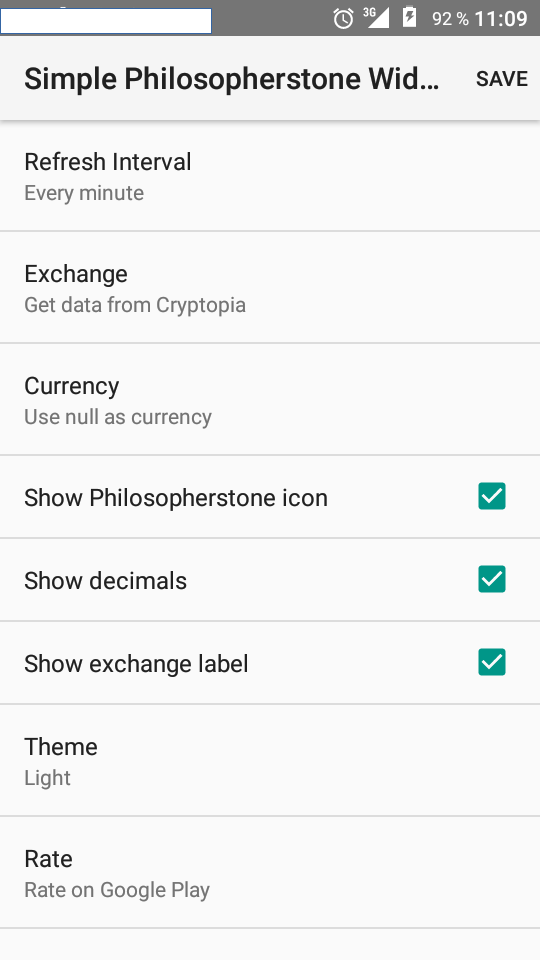 3G 92 % 11:09
Simple Philosopherstone Wid... SAVE
Refresh Interval
Every minute
Exchange
Get data from Cryptopia
Currency
Use null as currency
Show Philosopherstone icon
Show decimals
Show exchange label
Theme
Light
Rate
Rate on Google Play